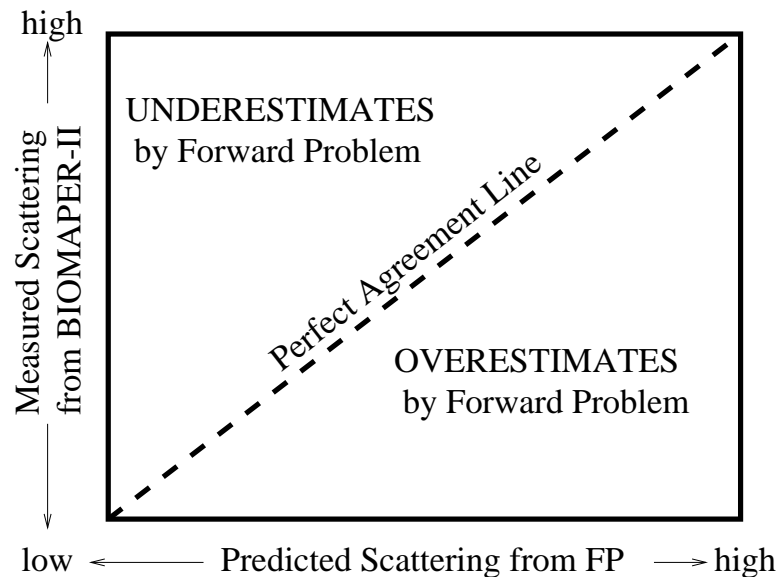 high
UNDERESTIMATES
by Forward Problem
Measured Scattering
from BIOMAPER-II
Perfect Agreement Line
OVERESTIMATES
by Forward Problem
low
Predicted Scattering from FP
high